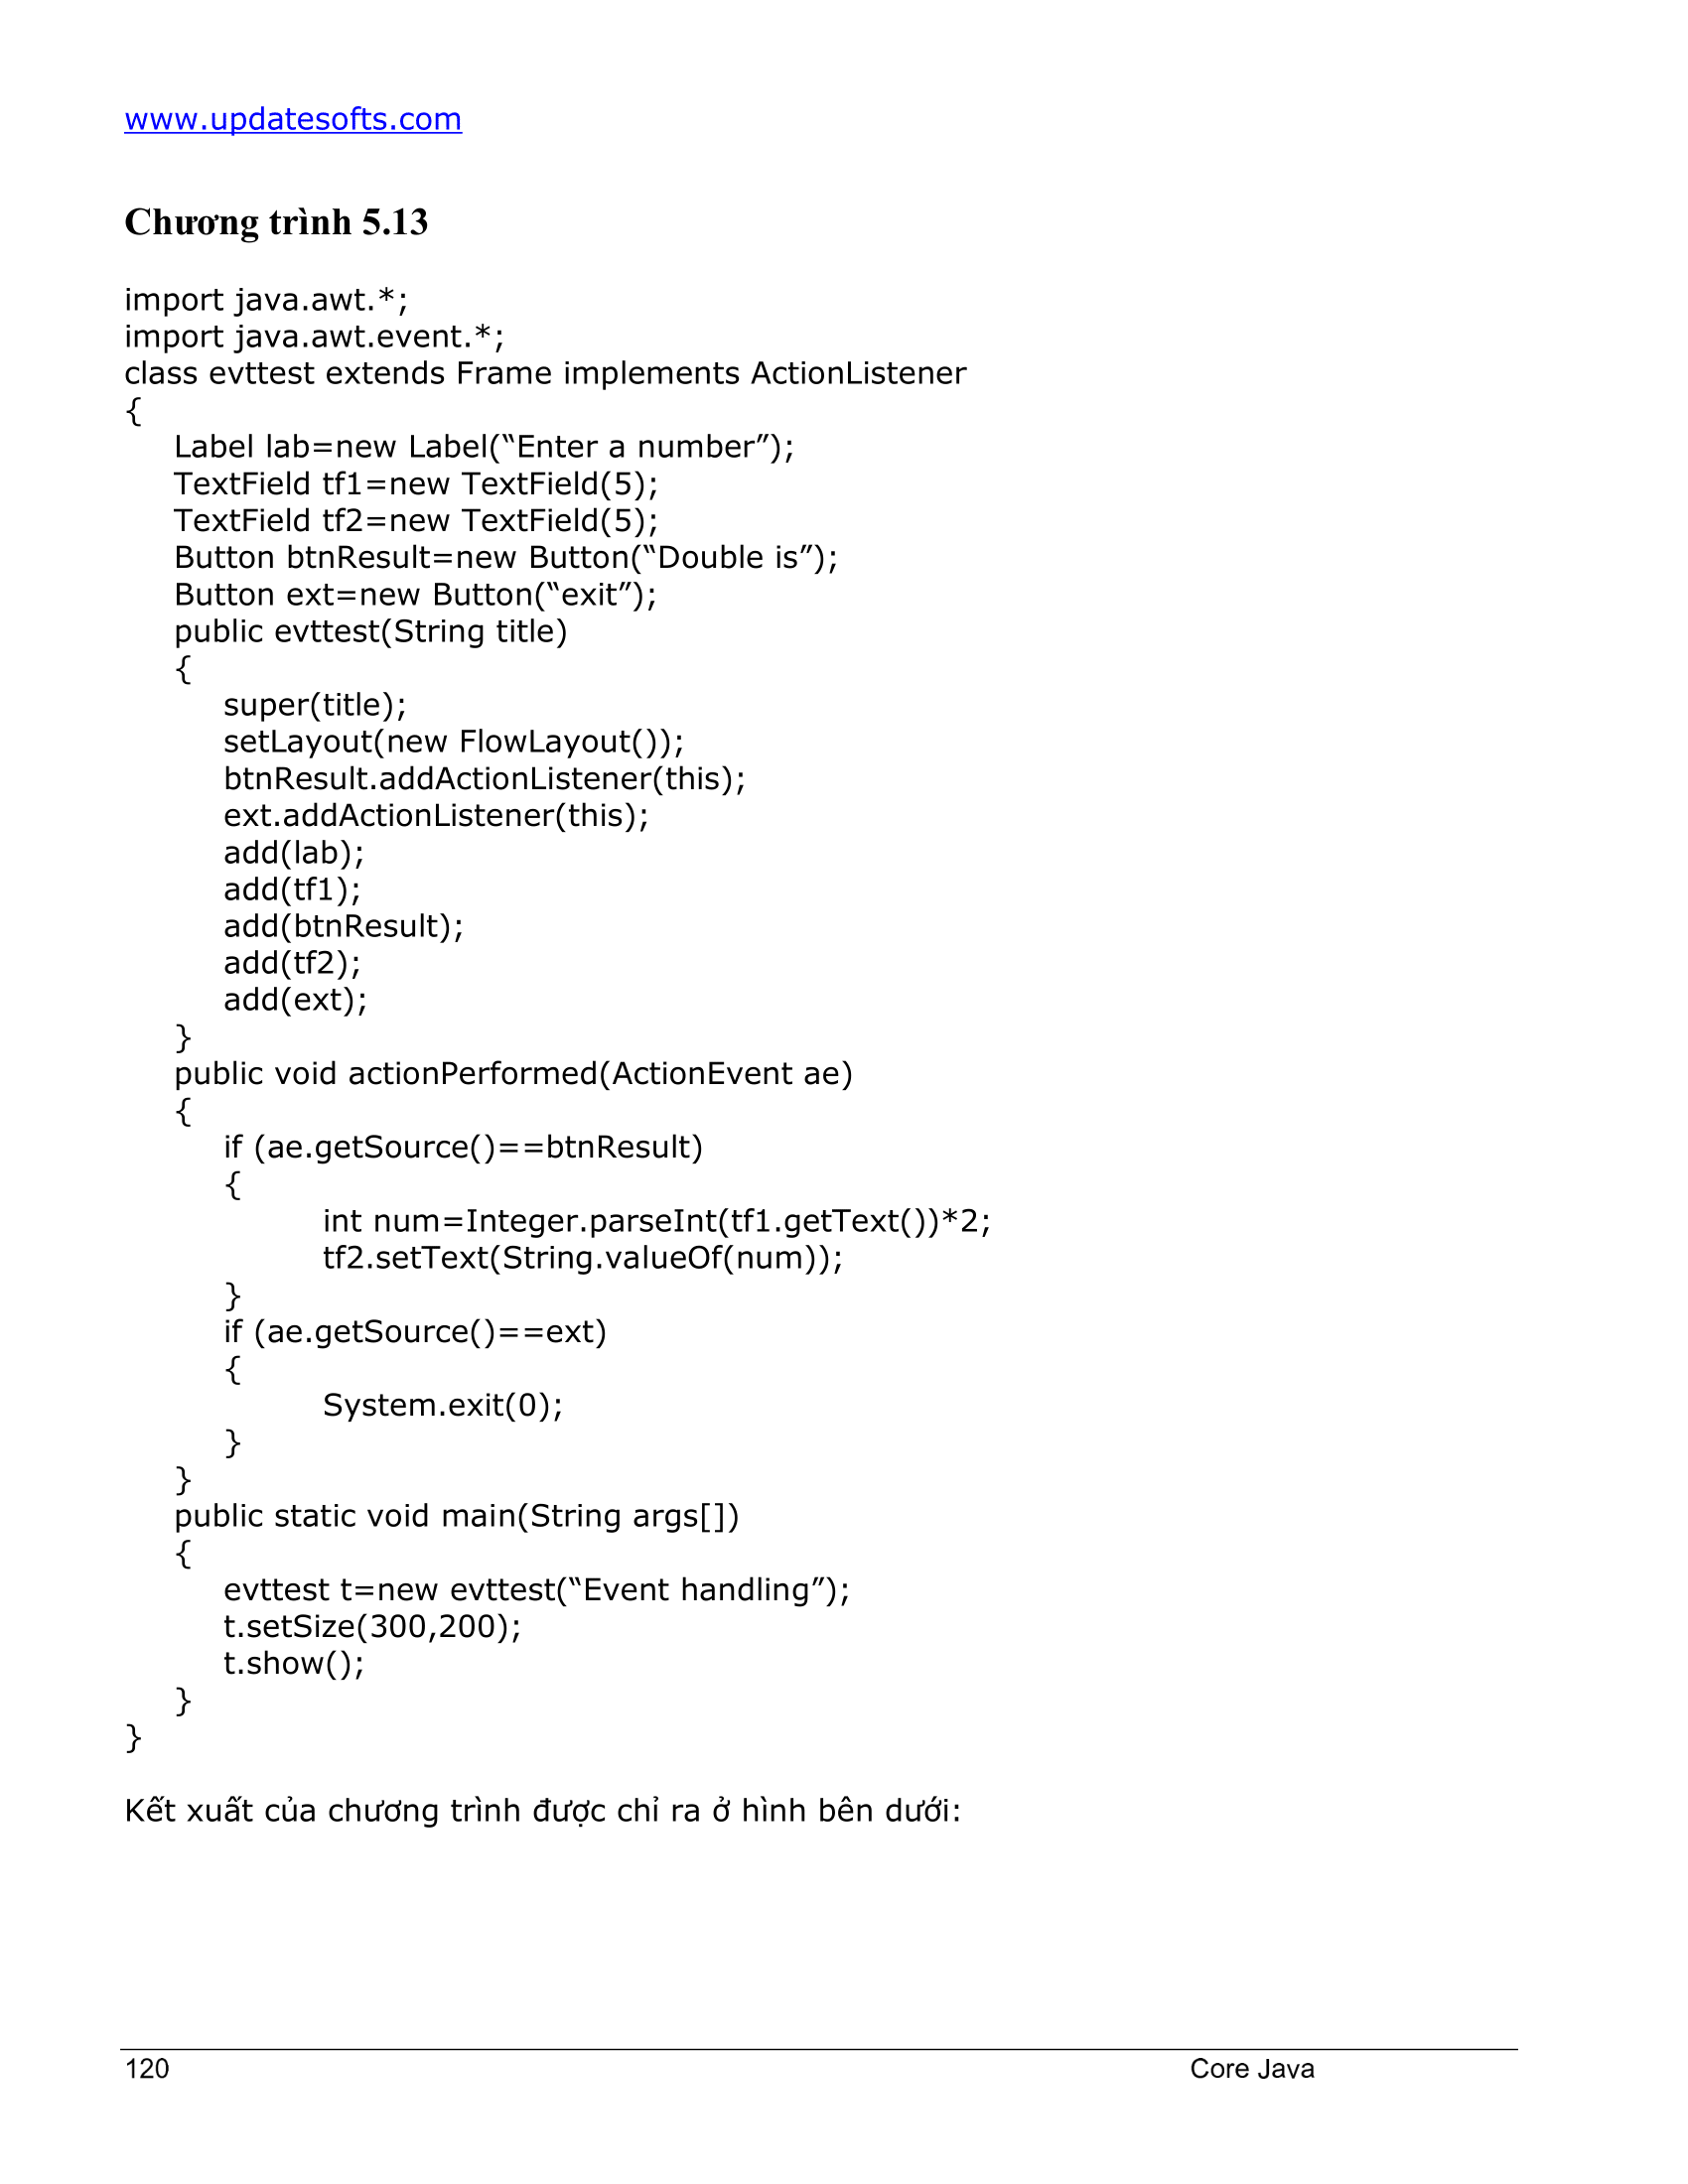 www.updatesofts.com
Chương trình 5.13
import java.awt.*;
import java.awt.event.*;
class evttest extends Frame implements ActionListener
{
Label lab=new Label(“Enter a number”);
TextField tf1=new TextField(5);
TextField tf2=new TextField(5);
Button btnResult=new Button(“Double is”);
Button ext=new Button(“exit”);
public evttest(String title)
{
super(title);
setLayout(new FlowLayout());
btnResult.addActionListener(this);
ext.addActionListener(this);
add(lab);
add(tf1);
add(btnResult);
add(tf2);
add(ext);
}
public void actionPerformed(ActionEvent ae)
{
if (ae.getSource()==btnResult)
{
int num=Integer.parseInt(tf1.getText())*2;
tf2.setText(String.valueOf(num));
}
if (ae.getSource()==ext)
{
System.exit(0);
}
}
public static void main(String args[])
{
evttest t=new evttest(“Event handling”);
t.setSize(300,200);
t.show();
}
}
Kết xuất của chương trình được chỉ ra ở hình bên dưới:
120 Core Java